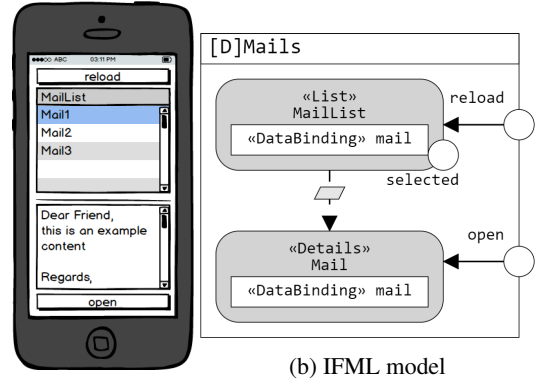 ABC 03:11 PM
reload
MailList
Mail1
Mail2
Mail3
Dear Friend,
this is an example
content
Regards,
open
[D]Mails
«List»
MailList
«DataBinding» mail
reload
selected
«Details»
Mail
«DataBinding» mail
open
(b) IFML model